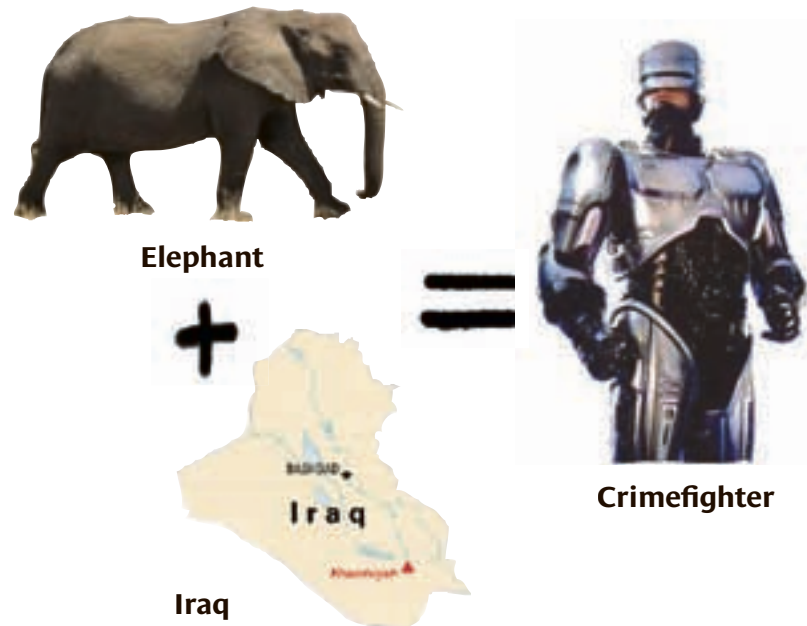 Elephant
+
=
BAGHDAD
Iraq
Iraq
Crimefighter